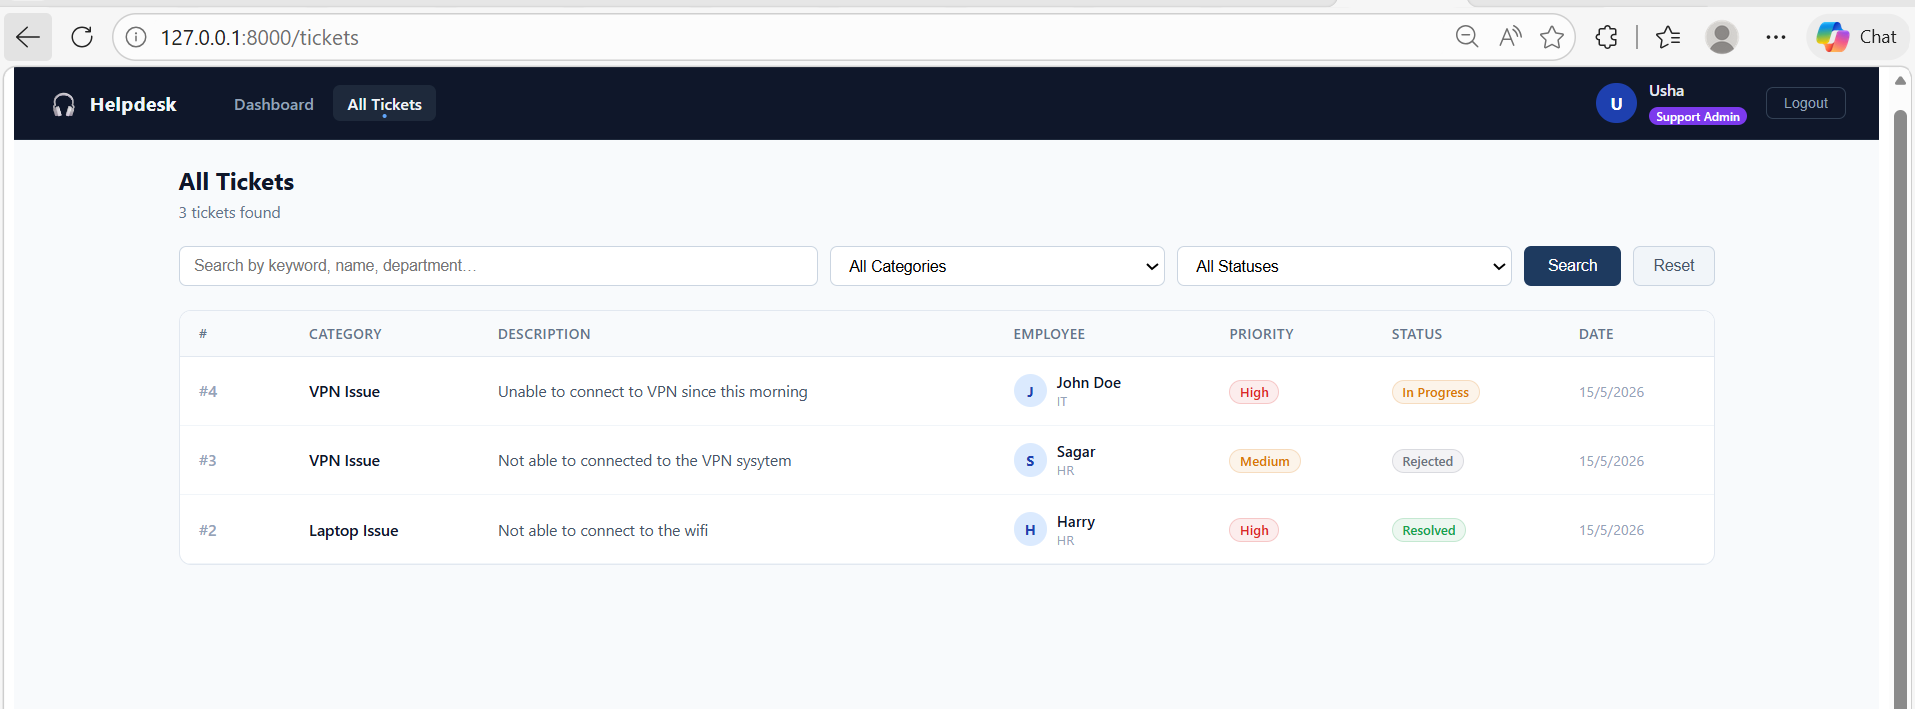 127.0.0.1:8000/tickets
Chat
Helpdesk
Dashboard
All Tickets
U
Usha
Support Admin
Logout
All Tickets
3 tickets found
Search by keyword, name, department…
All Categories
All Statuses
Search
Reset
# CATEGORY DESCRIPTION EMPLOYEE PRIORITY STATUS DATE
#4 VPN Issue Unable to connect to VPN since this morning J John Doe High In Progress 15/5/2026
IT
#3 VPN Issue Not able to connected to the VPN sysytem S Sagar Medium Rejected 15/5/2026
HR
#2 Laptop Issue Not able to connect to the wifi H Harry High Resolved 15/5/2026
HR